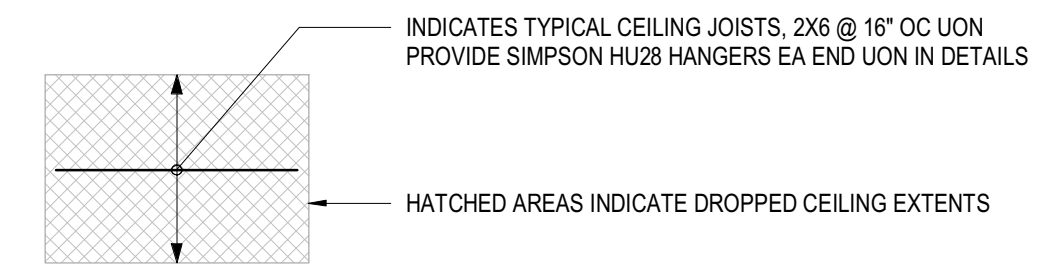 INDICATES TYPICAL CEILING JOISTS, 2X6 @ 16" OC UON
PROVIDE SIMPSON HU28 HANGERS EA END UON IN DETAILS
HATCHED AREAS INDICATE DROPPED CEILING EXTENTS